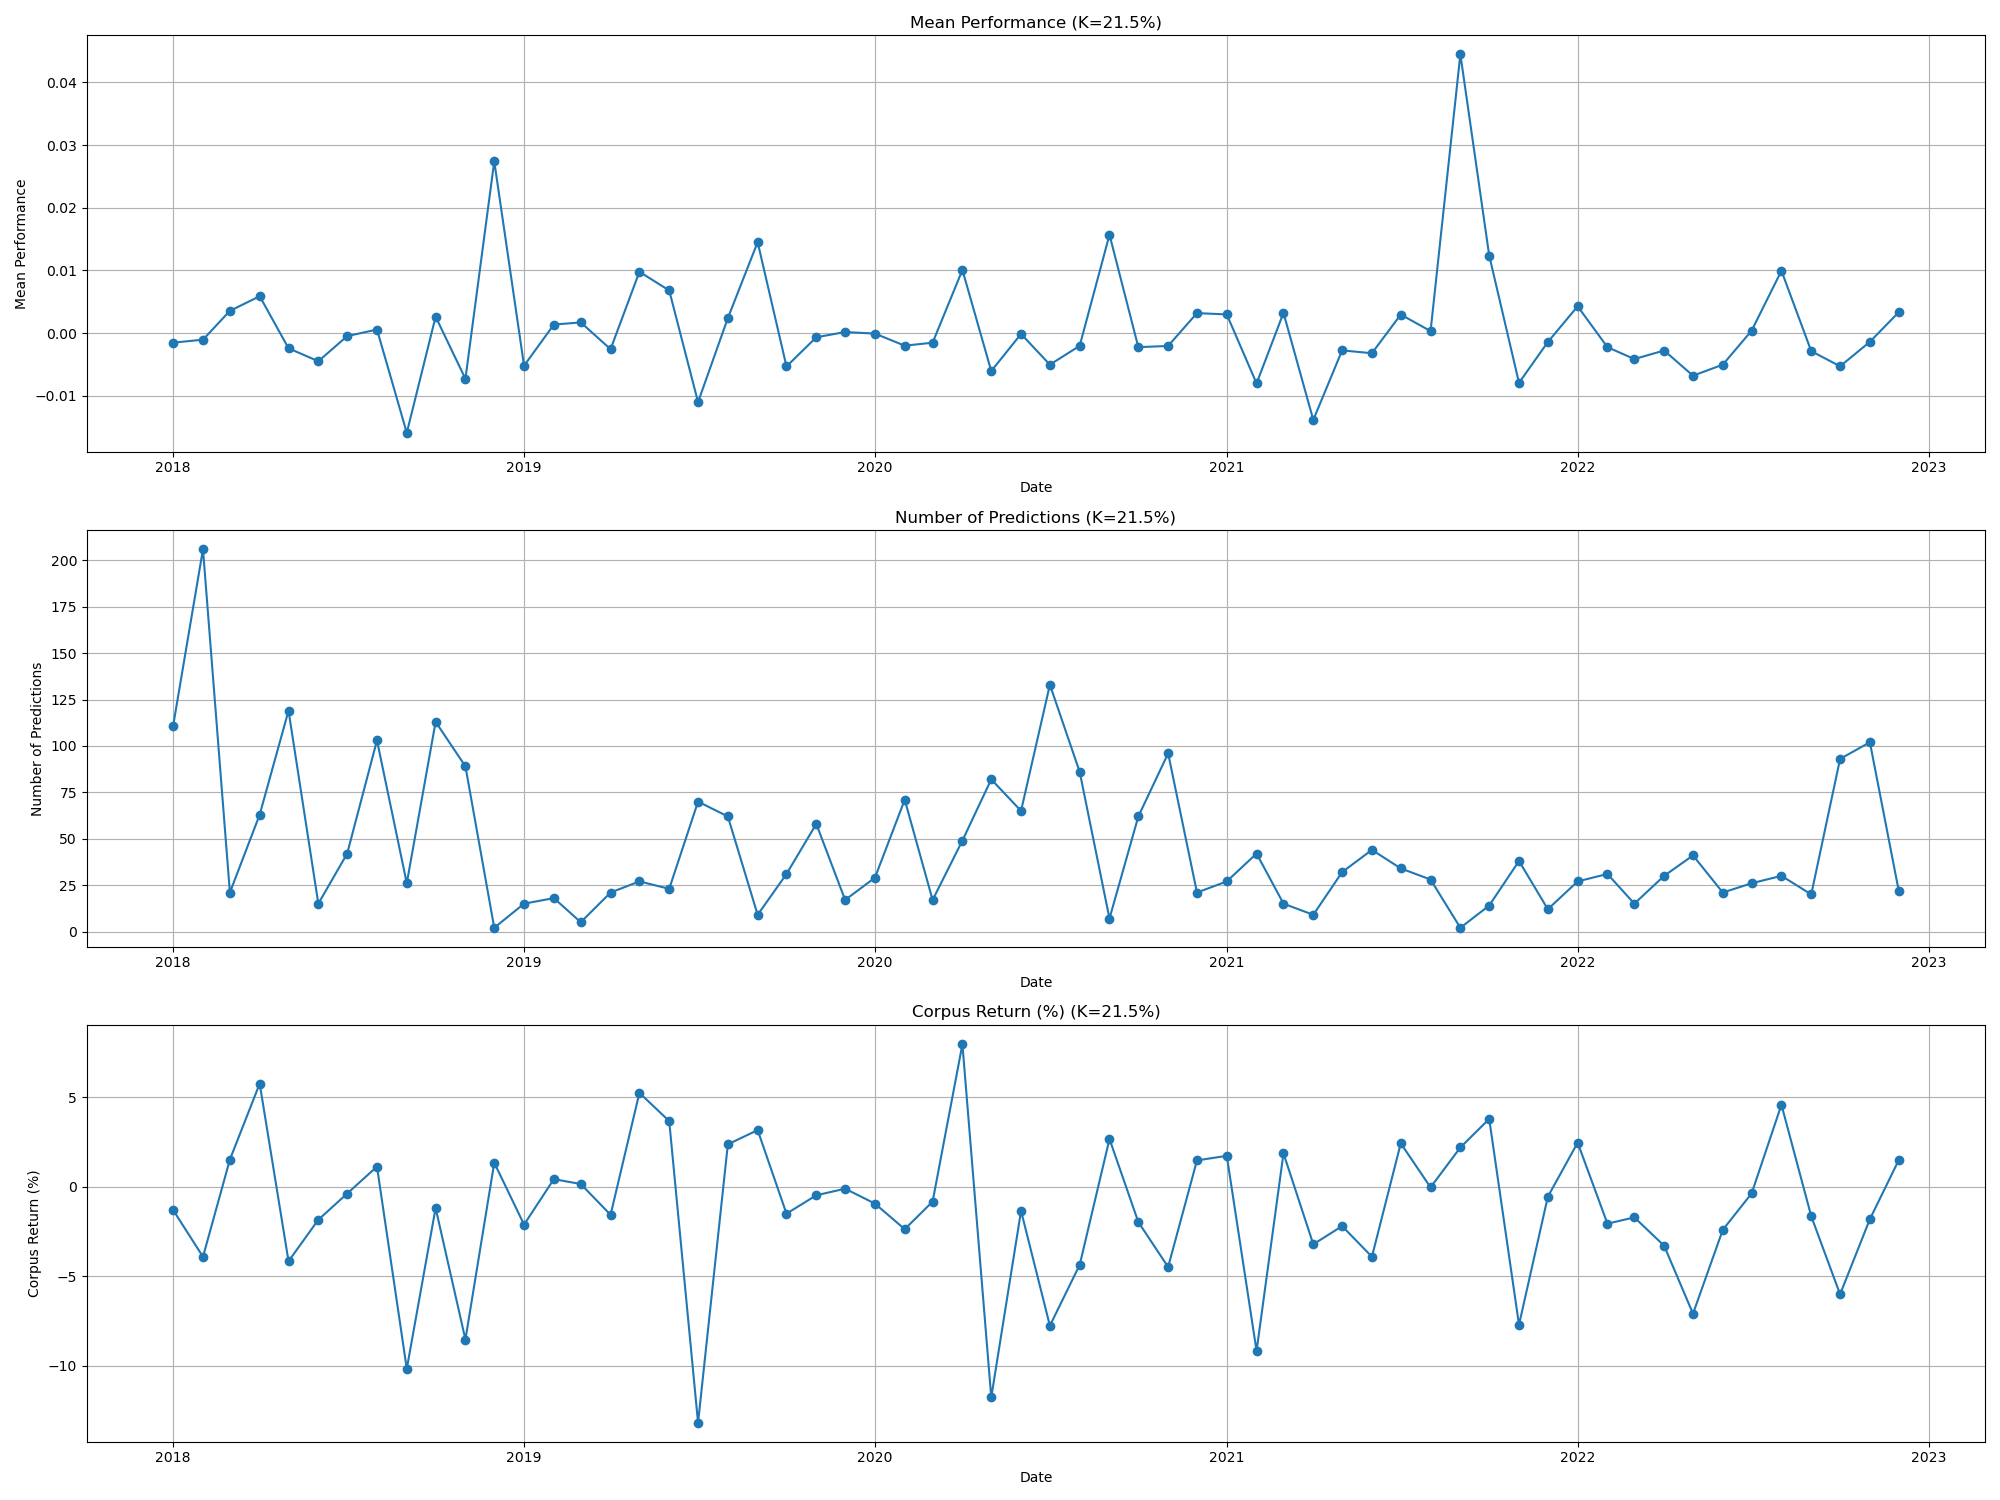 Mean Performance (K=21.5%)
Mean Performance
0.04
0.03
0.02
0.01
0.00
−0.01
2018 2019 2020 2021 2022 2023
Date
Number of Predictions (K=21.5%)
Number of Predictions
200
175
150
125
100
75
50
25
0
2018 2019 2020 2021 2022 2023
Date
Corpus Return (%) (K=21.5%)
Corpus Return (%)
5
0
−5
−10
2018 2019 2020 2021 2022 2023
Date